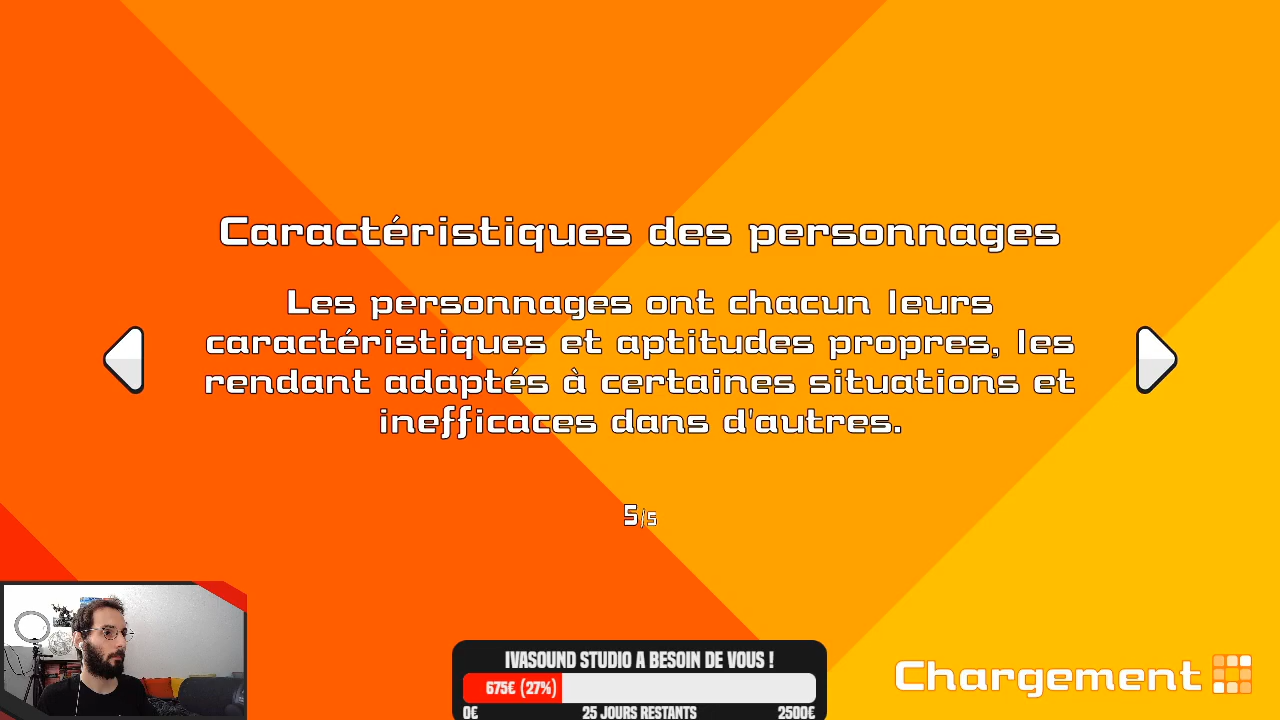 Caractéristiques des personnages
Les personnages ont chacun leurs
caractéristiques et aptitudes propres, les
rendant adaptés à certaines situations et
inefficaces dans d'autres.
5/5
IVASOUND STUDIO A BESOIN DE VOUS !
675€ (27%)
0€ 25 JOURS RESTANTS 2500€
Chargement